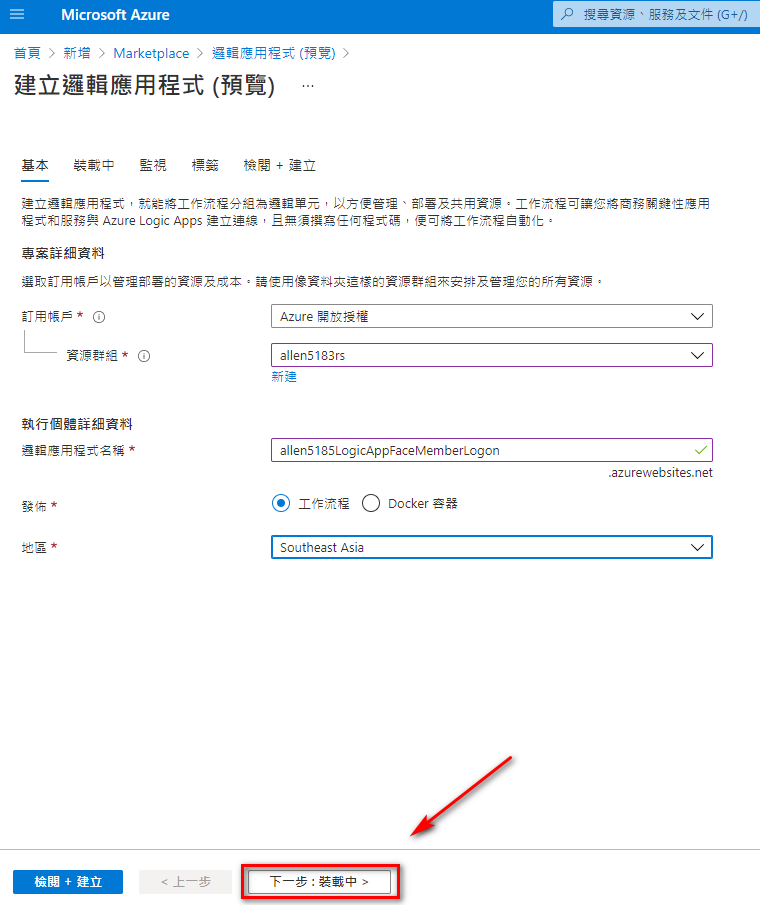 Microsoft Azure
搜尋資源、服務及文件 (G+/)
首頁 > 新增 > Marketplace > 邏輯應用程式 (預覽) >
建立邏輯應用程式 (預覽) ...
基本 裝載中 監視 標籤 檢閱 + 建立
建立邏輯應用程式，就能將工作流程分組為邏輯單元，以方便管理、部署及共用資源。工作流程可讓您將商務關鍵性應用
程式和服務與 Azure Logic Apps 建立連線，且無須撰寫任何程式碼，便可將工作流程自動化。
專案詳細資料
選取訂用帳戶以管理部署的資源及成本。請使用像資料夾這樣的資源群組來安排及管理您的所有資源。
訂用帳戶 * Azure 開放授權
資源群組 * allen5183rs
新建
執行個體詳細資料
邏輯應用程式名稱 * allen5185LogicAppFaceMemberLogon
.azurewebsites.net
發佈 * 工作流程 Docker 容器
地區 * Southeast Asia
檢閱 + 建立 < 上一步 下一步 : 裝載中 >